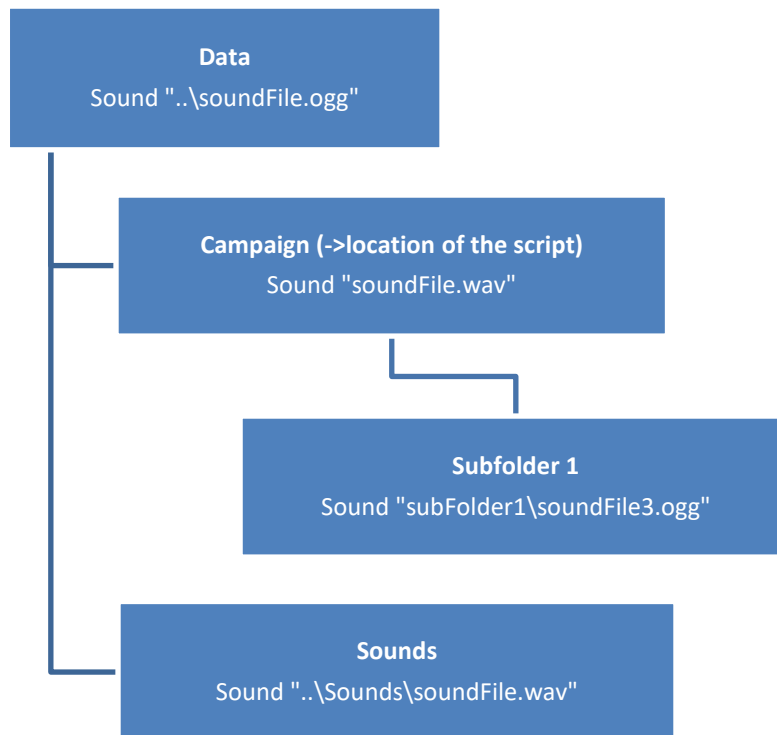 Data
Sound "..\soundFile.ogg"
Campaign (->location of the script)
Sound "soundFile.wav"
Subfolder 1
Sound "subFolder1\soundFile3.ogg"
Sounds
Sound "..\Sounds\soundFile.wav"